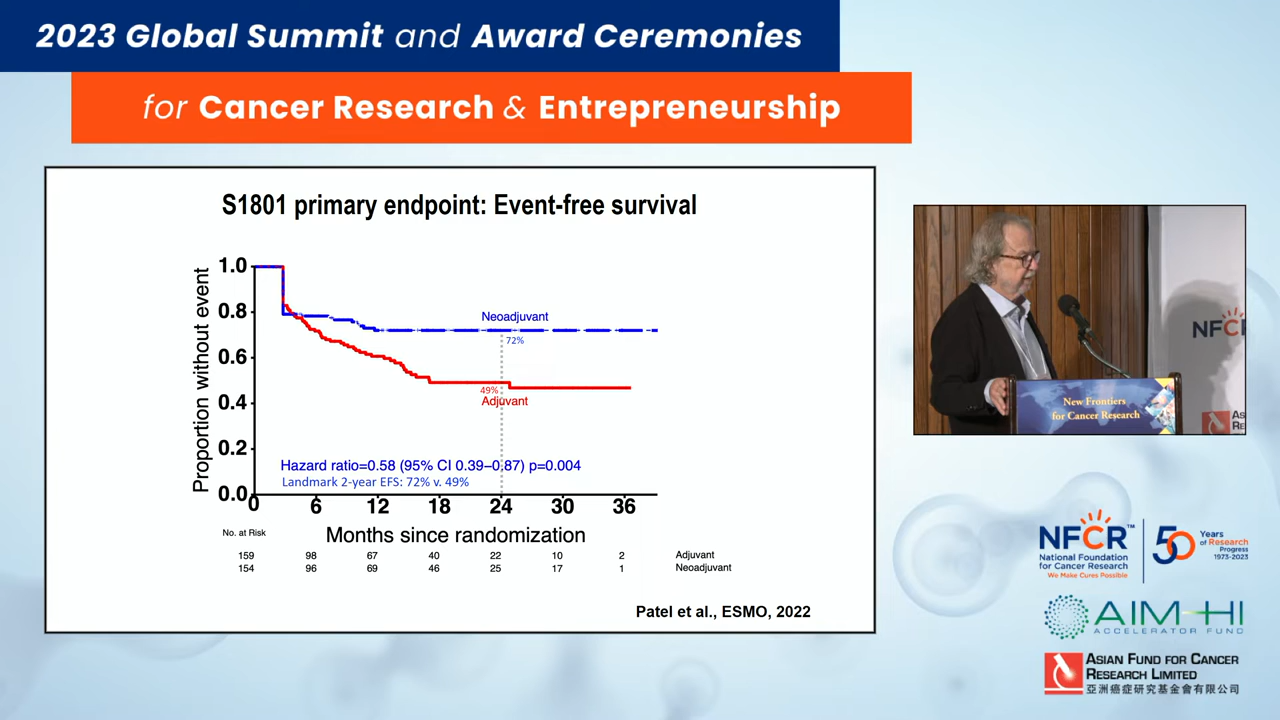 2023 Global Summit and Award Ceremonies
for Cancer Research & Entrepreneurship
S1801 primary endpoint: Event-free survival
Proportion without event
1.0
0.8
0.6
0.4
0.2
0.0
Neoadjuvant
72%
49%
Adjuvant
Hazard ratio=0.58 (95% CI 0.39–0.87) p=0.004
Landmark 2-year EFS: 72% v. 49%
0 6 12 18 24 30 36
No. at Risk
Months since randomization
159 98 67 40 22 10 2 Adjuvant
154 96 69 46 25 17 1 Neoadjuvant
Patel et al., ESMO, 2022
NFC
New Frontiers
for Cancer Research
ASI
RE
NFCR™
National Foundation
for Cancer Research
We Make Cures Possible
50 Years
of Research
Progress
1973-2023
AIM-HI
ACCELERATOR FUND
ASIAN FUND FOR CANCER
RESEARCH LIMITED
亞洲癌症研究基金會有限公司